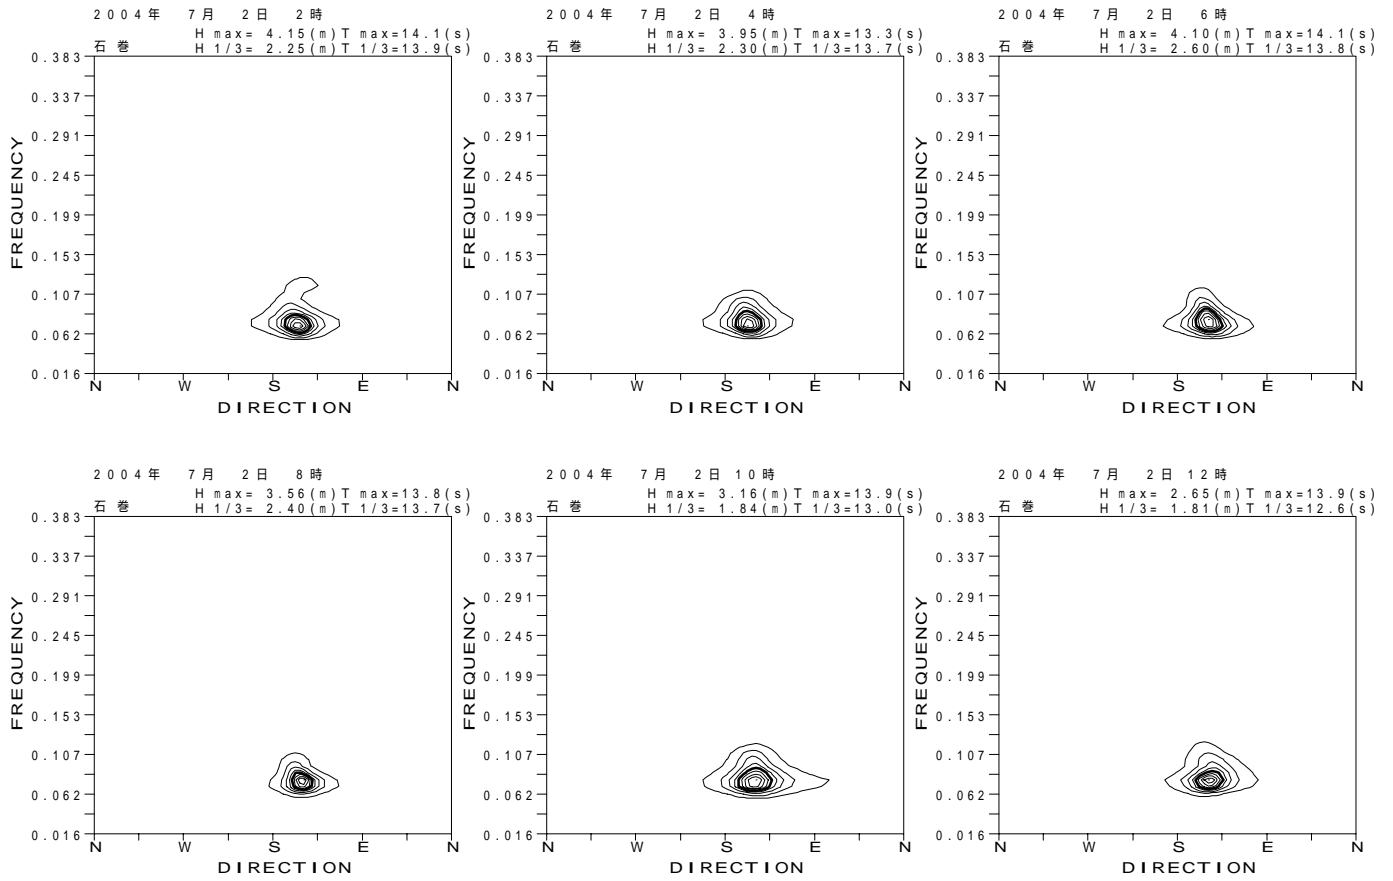 2004年 7月 2日 2時
H max= 4.15(m) T max=14.1(s)
石巻 H 1/3= 2.25(m) T 1/3=13.9(s)
0.383
0.337
0.291
0.245
0.199
0.153
0.107
0.062
0.016
FREQUENCY
N W S E N
DIRECTION
2004年 7月 2日 4時
H max= 3.95(m) T max=13.3(s)
石巻 H 1/3= 2.30(m) T 1/3=13.7(s)
0.383
0.337
0.291
0.245
0.199
0.153
0.107
0.062
0.016
FREQUENCY
N W S E N
DIRECTION
2004年 7月 2日 6時
H max= 4.10(m) T max=14.1(s)
石巻 H 1/3= 2.60(m) T 1/3=13.8(s)
0.383
0.337
0.291
0.245
0.199
0.153
0.107
0.062
0.016
FREQUENCY
N W S E N
DIRECTION
2004年 7月 2日 8時
H max= 3.56(m) T max=13.8(s)
石巻 H 1/3= 2.40(m) T 1/3=13.7(s)
0.383
0.337
0.291
0.245
0.199
0.153
0.107
0.062
0.016
FREQUENCY
N W S E N
DIRECTION
2004年 7月 2日 10時
H max= 3.16(m) T max=13.9(s)
石巻 H 1/3= 1.84(m) T 1/3=13.0(s)
0.383
0.337
0.291
0.245
0.199
0.153
0.107
0.062
0.016
FREQUENCY
N W S E N
DIRECTION
2004年 7月 2日 12時
H max= 2.65(m) T max=13.9(s)
石巻 H 1/3= 1.81(m) T 1/3=12.6(s)
0.383
0.337
0.291
0.245
0.199
0.153
0.107
0.062
0.016
FREQUENCY
N W S E N
DIRECTION